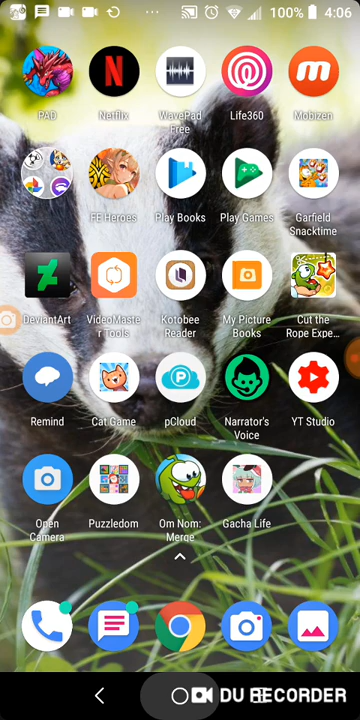 100% 4:06
PAD Netflix WavePad Free Life360 Mobizen
FE Heroes Play Books Play Games Garfield Snacktime
DeviantArt VideoMaste r Tools Kotobee Reader My Picture Books Cut the Rope Expe...
Remind Cat Game pCloud Narrator's Voice YT Studio
Open Camera Puzzledom Om Nom: Merge Gacha Life
DU RECORDER